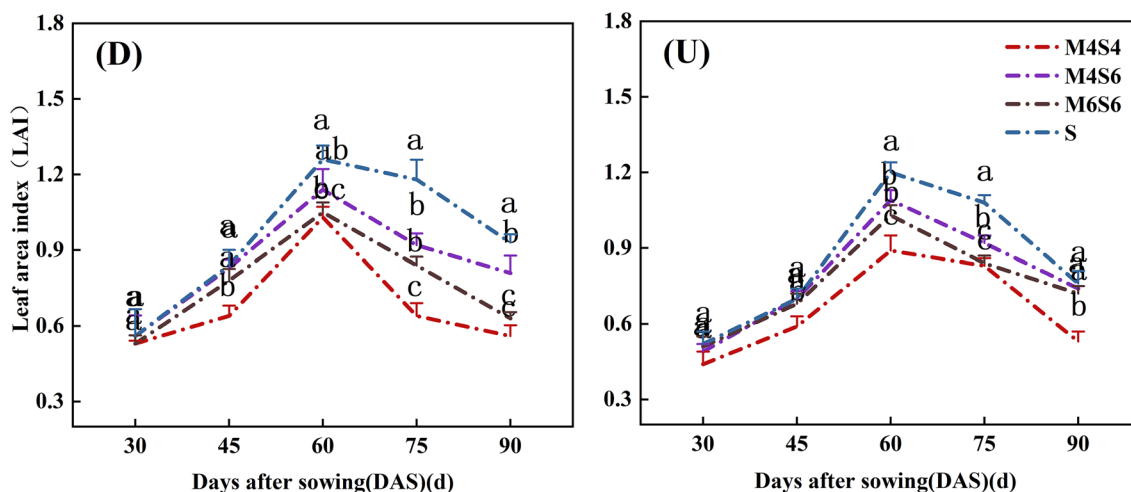 (D)
1.8
1.5
1.2
0.9
0.6
0.3
Leaf area index（LAI）
a
a
a
a
a
a
a
b
a
ab
b
bc
a
b
b
c
a
b
c
c
30
45
60
75
90
Days after sowing(DAS)(d)
(U)
M4S4
M4S6
M6S6
S
1.8
1.5
1.2
0.9
0.6
0.3
a
a
a
a
a
a
a
b
a
b
b
c
a
b
c
c
a
a
a
b
30
45
60
75
90
Days after sowing(DAS)(d)